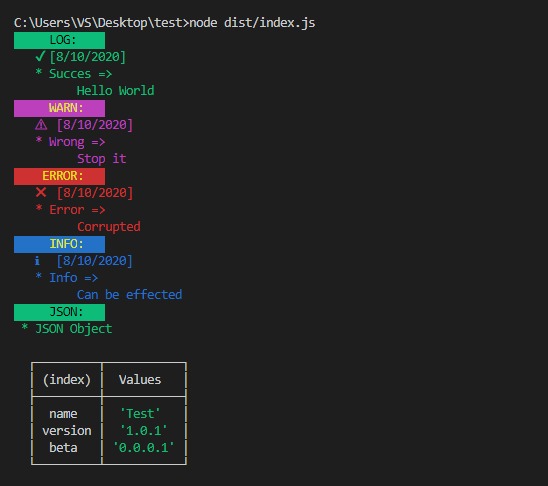 C:\Users\VS\Desktop\test>node dist/index.js
LOG:
✔ [8/10/2020]
* Succes =>
Hello World
WARN:
⚠ [8/10/2020]
* Wrong =>
Stop it
ERROR:
✖ [8/10/2020]
* Error =>
Corrupted
INFO:
ℹ [8/10/2020]
* Info =>
Can be effected
JSON:
* JSON Object
(index) Values
name 'Test'
version '1.0.1'
beta '0.0.0.1'